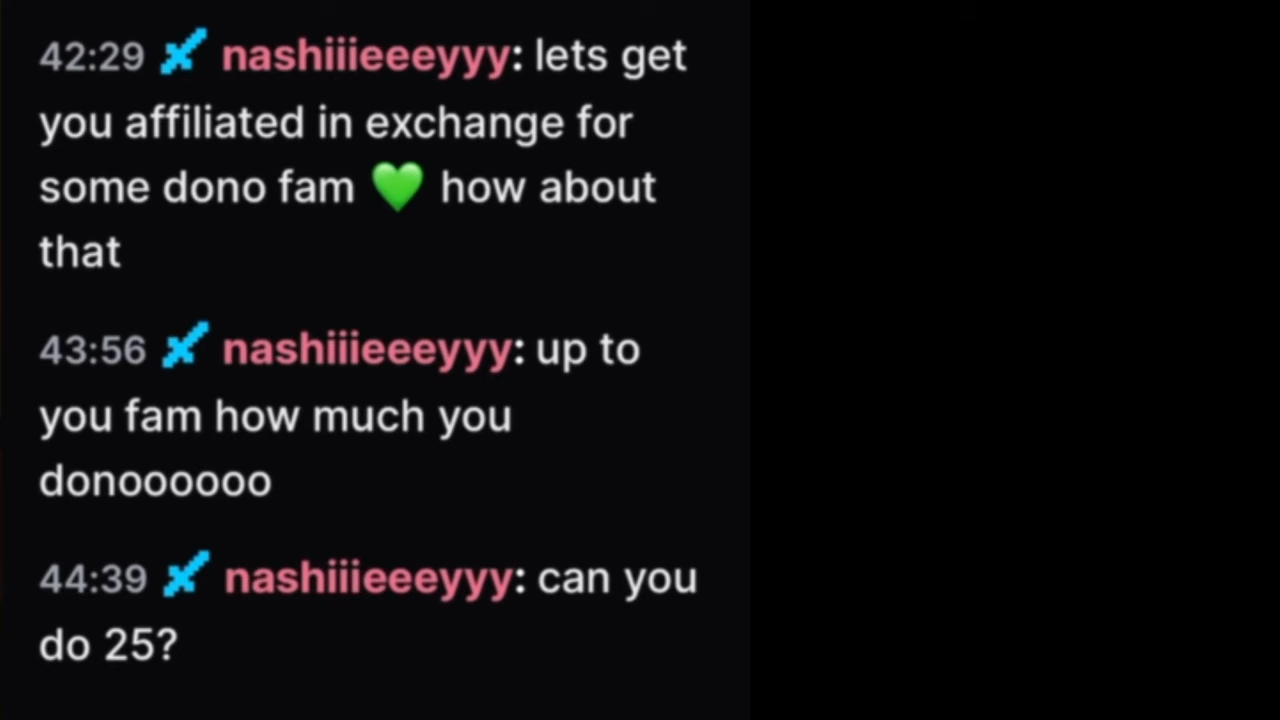 42:29 nashiiieeeyyy: lets get
you affiliated in exchange for
some dono fam 💚 how about
that
43:56 nashiiieeeyyy: up to
you fam how much you
donoooooo
44:39 nashiiieeeyyy: can you
do 25?